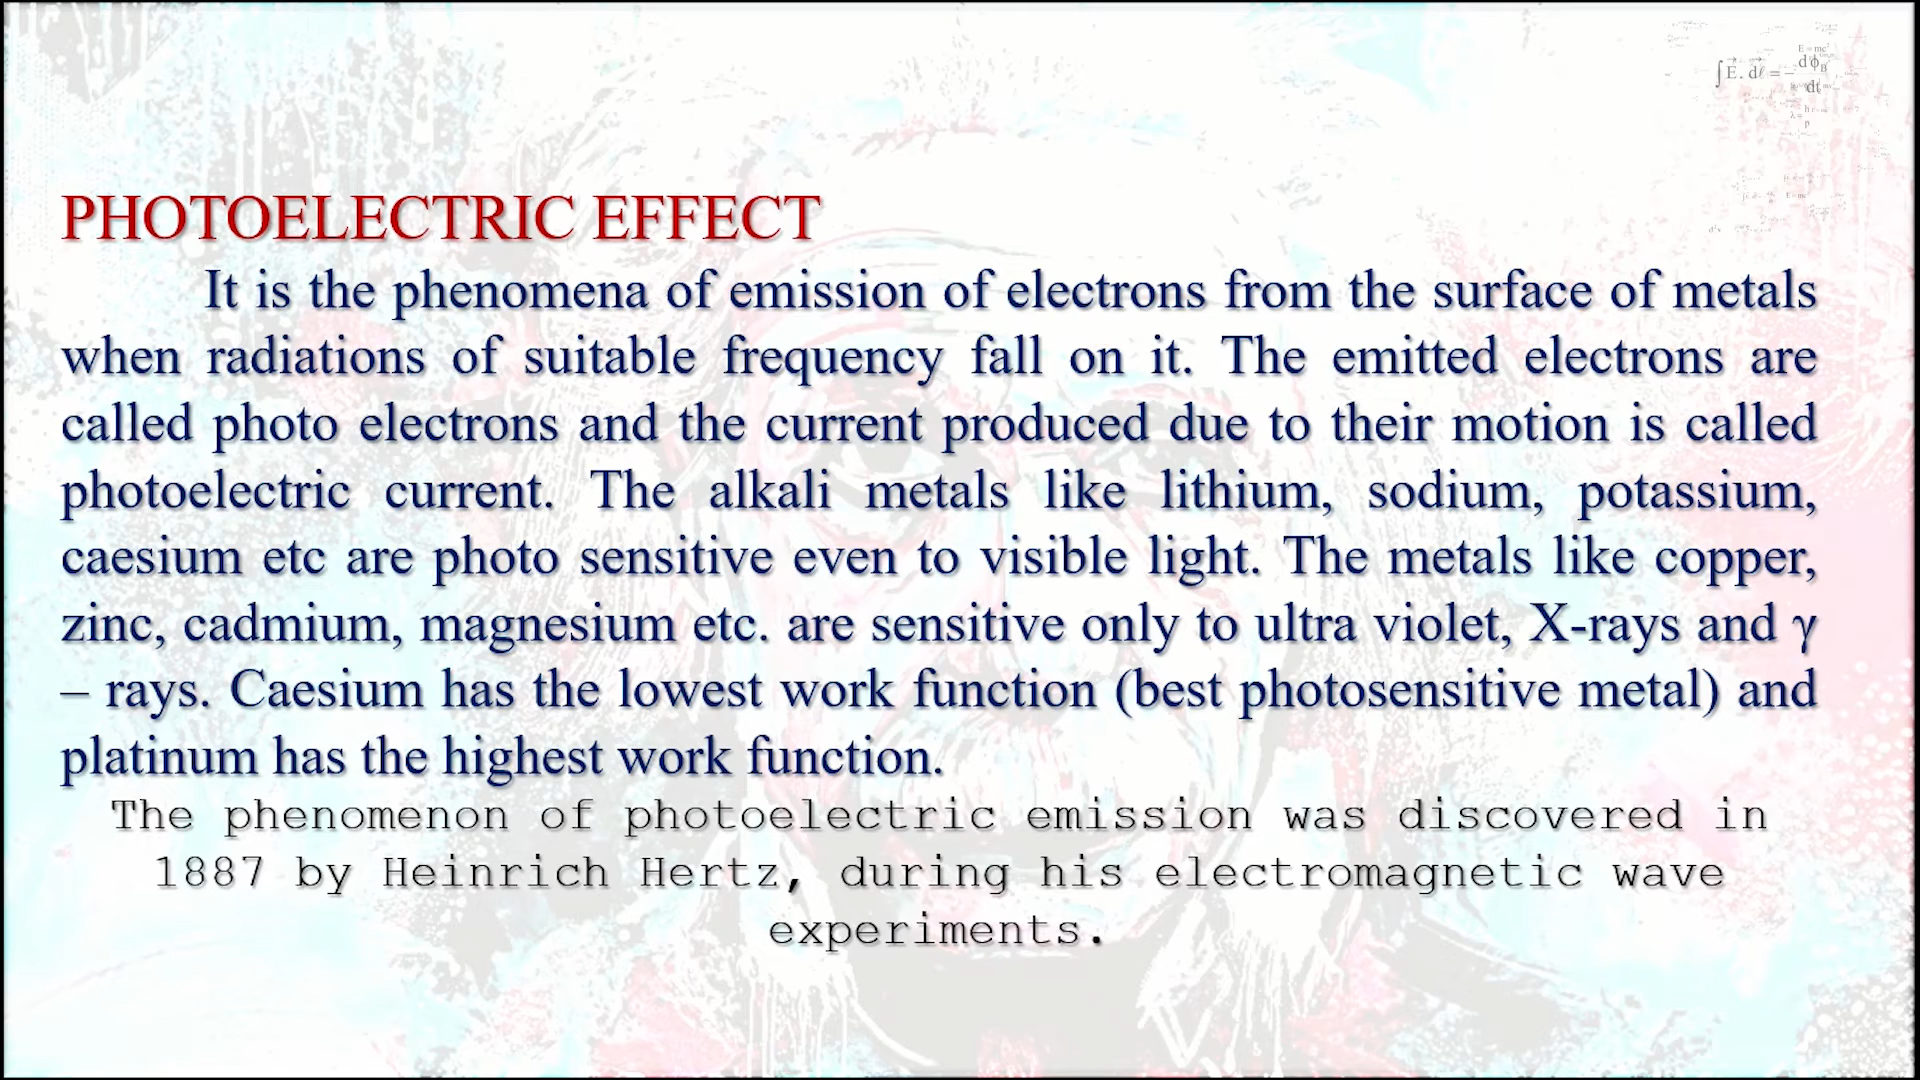 E = mc²
∫E⃗. dℓ⃗ = – dϕ_B
dt
λ = h
p
PHOTOELECTRIC EFFECT
It is the phenomena of emission of electrons from the surface of metals
when radiations of suitable frequency fall on it. The emitted electrons are
called photo electrons and the current produced due to their motion is called
photoelectric current. The alkali metals like lithium, sodium, potassium,
caesium etc are photo sensitive even to visible light. The metals like copper,
zinc, cadmium, magnesium etc. are sensitive only to ultra violet, X-rays and γ
– rays. Caesium has the lowest work function (best photosensitive metal) and
platinum has the highest work function.
The phenomenon of photoelectric emission was discovered in
1887 by Heinrich Hertz, during his electromagnetic wave
experiments.